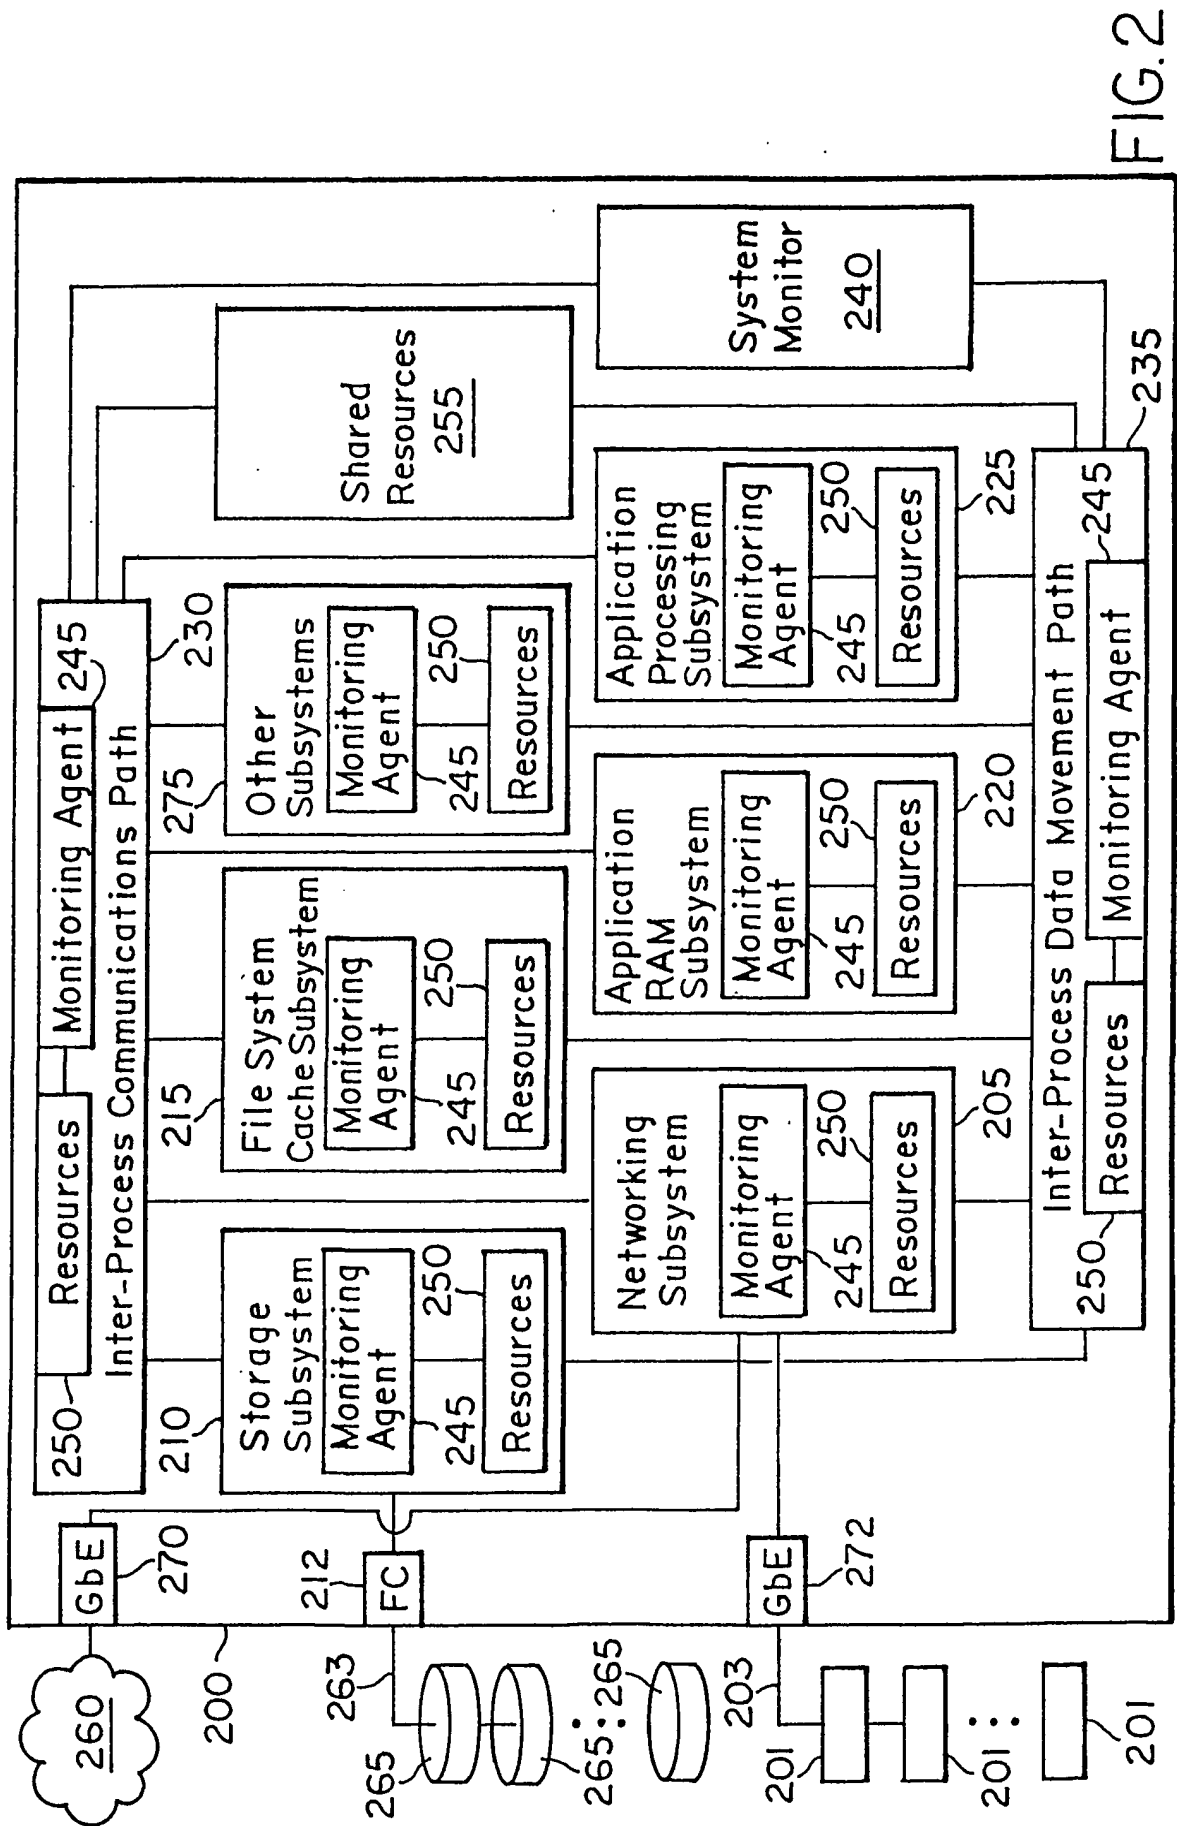 260
200
GbE
270
250
Resources
Monitoring Agent
245
Inter-Process Communications Path
230
263
265
265
265
FC
212
210
Storage
Subsystem
Monitoring
Agent
245
250
Resources
215
File System
Cache Subsystem
Monitoring
Agent
245
250
Resources
275
Other
Subsystems
Monitoring
Agent
245
250
Resources
Shared
Resources
255
203
201
201
201
GbE
272
Networking
Subsystem
Monitoring
Agent
245
250
Resources
205
Application
RAM
Subsystem
Monitoring
Agent
245
250
Resources
220
Application
Processing
Subsystem
Monitoring
Agent
245
250
Resources
225
System
Monitor
240
Inter-Process Data Movement Path
235
250
Resources
Monitoring Agent
245
FIG.2